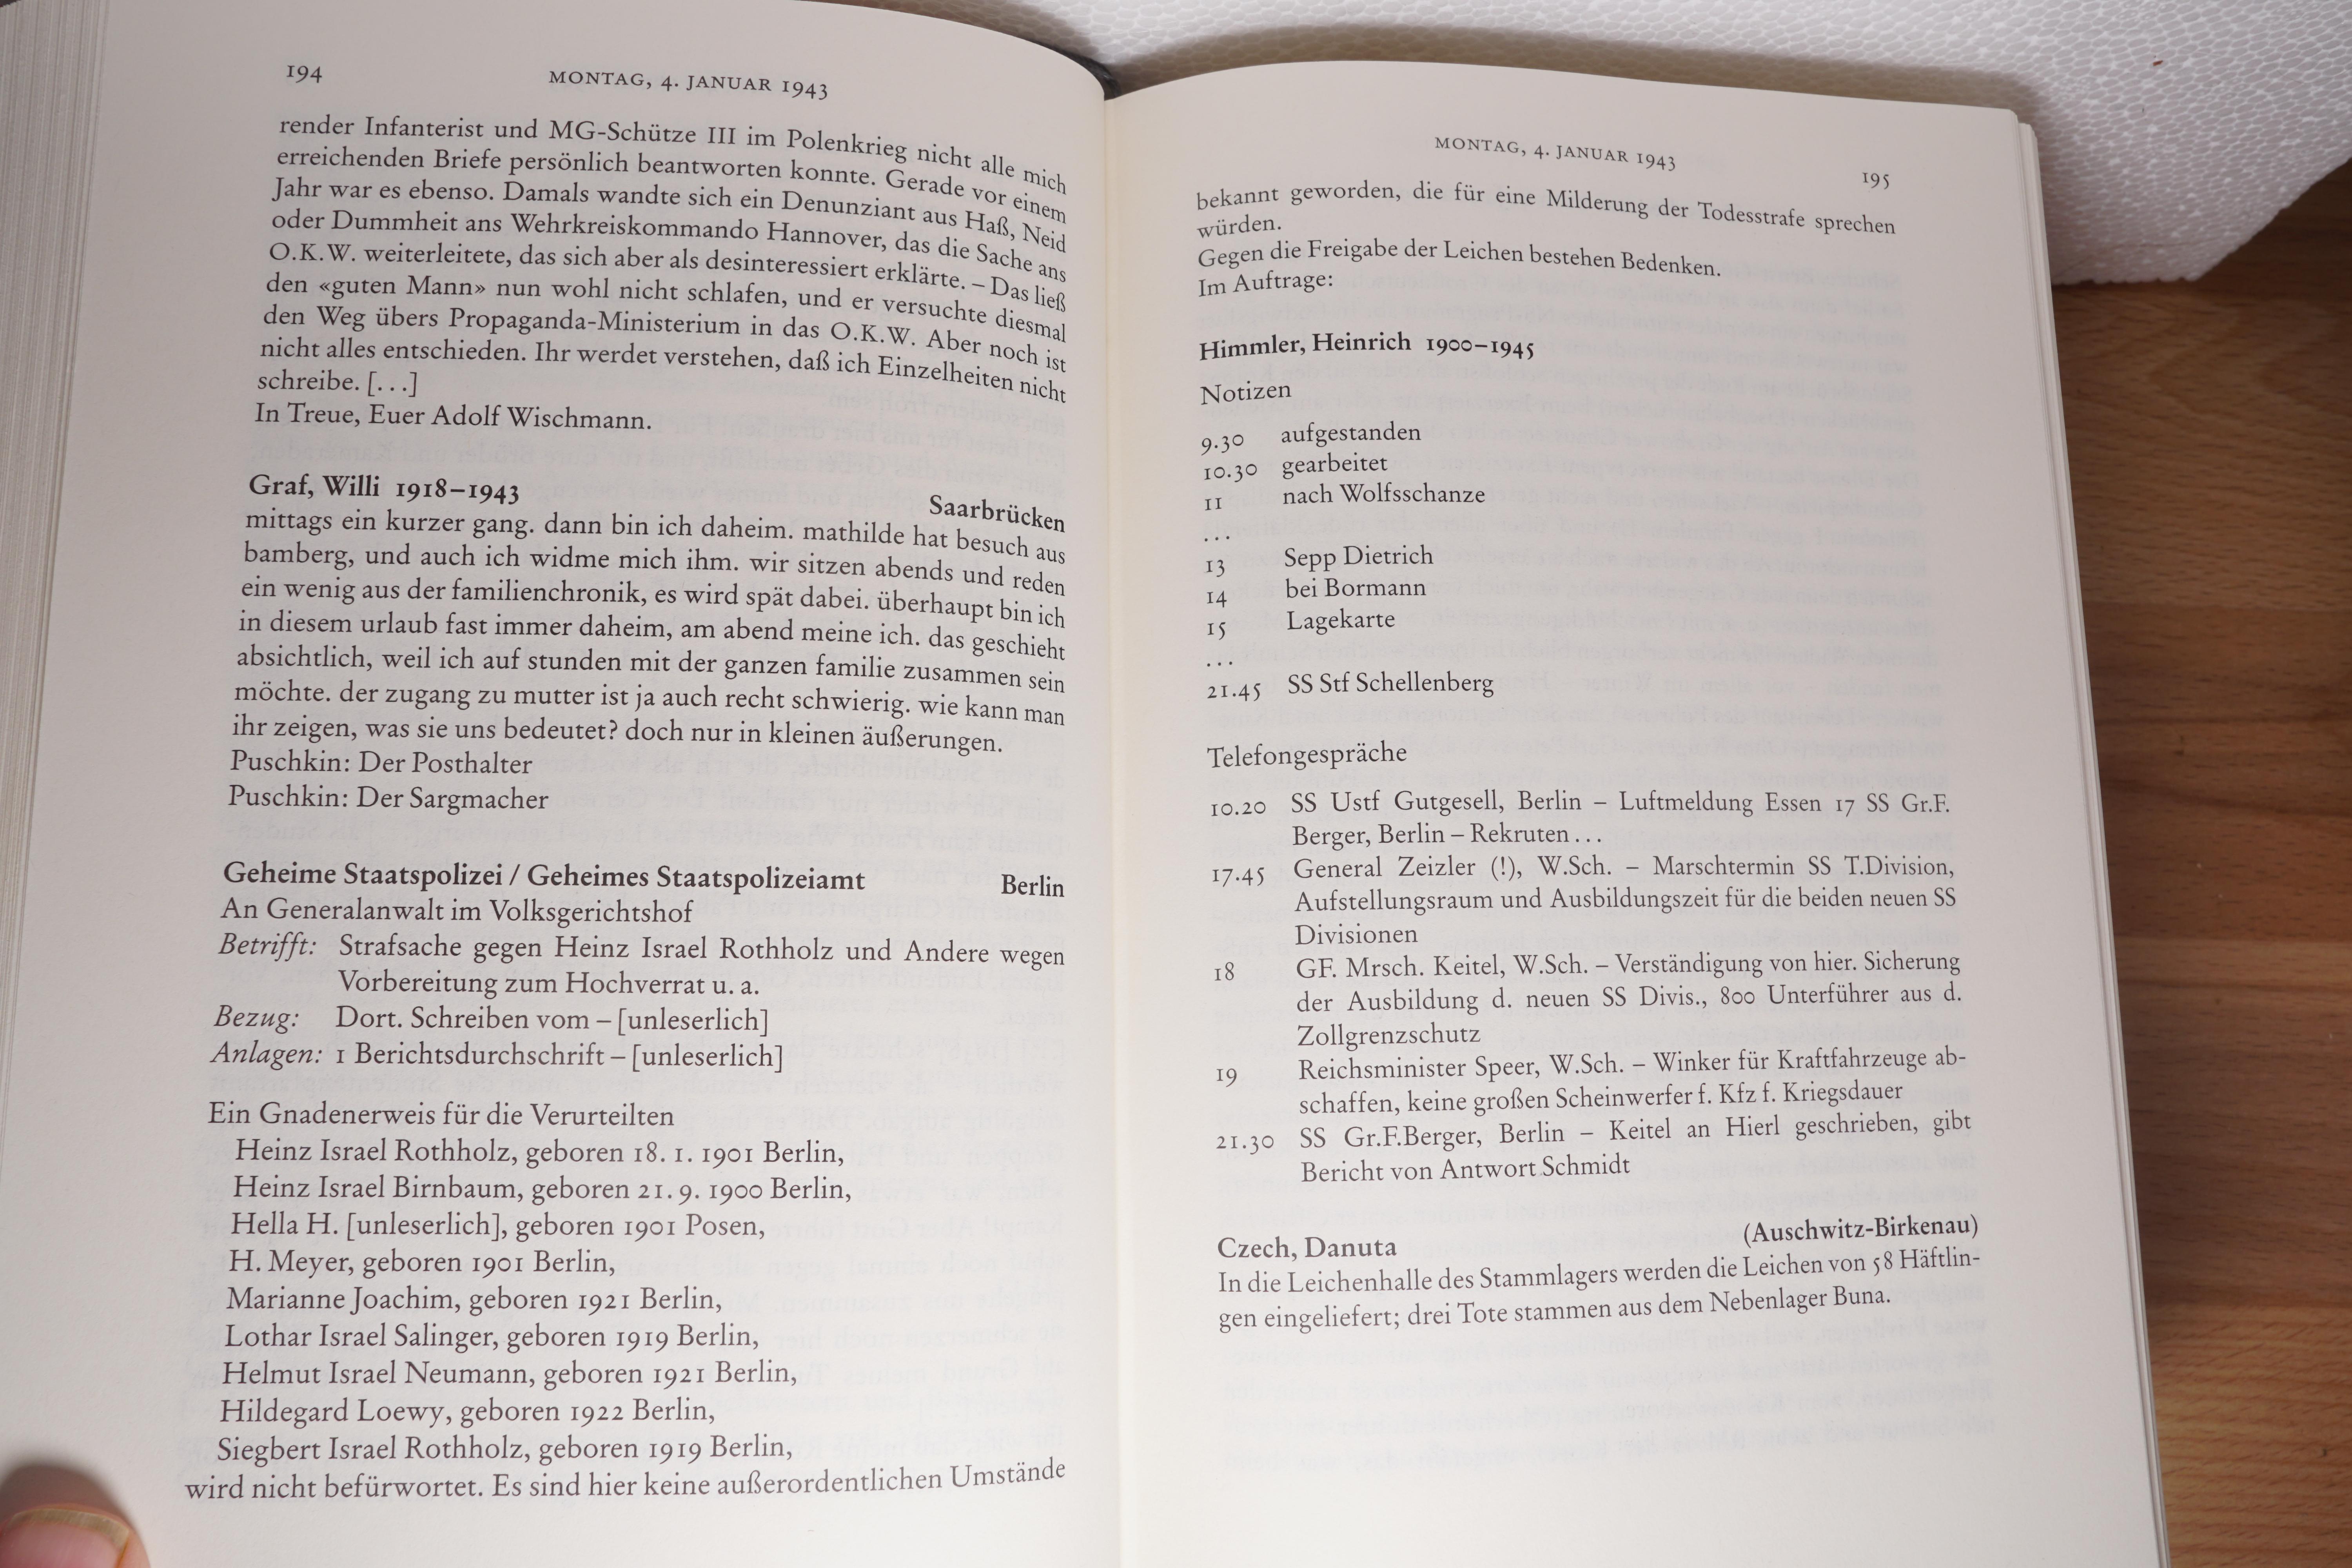 194
MONTAG, 4. JANUAR 1943
render Infanterist und MG-Schütze III im Polenkrieg nicht alle mich
erreichenden Briefe persönlich beantworten konnte. Gerade vor einem
Jahr war es ebenso. Damals wandte sich ein Denunziant aus Haß, Neid
oder Dummheit ans Wehrkreiskommando Hannover, das die Sache ans
O.K.W. weiterleitete, das sich aber als desinteressiert erklärte. – Das ließ
den «guten Mann» nun wohl nicht schlafen, und er versuchte diesmal
den Weg übers Propaganda-Ministerium in das O.K.W. Aber noch ist
nicht alles entschieden. Ihr werdet verstehen, daß ich Einzelheiten nicht
schreibe. [...]
In Treue, Euer Adolf Wischmann.
Graf, Willi 1918–1943 Saarbrücken
mittags ein kurzer gang. dann bin ich daheim. mathilde hat besuch aus
bamberg, und auch ich widme mich ihm. wir sitzen abends und reden
ein wenig aus der familienchronik, es wird spät dabei. überhaupt bin ich
in diesem urlaub fast immer daheim, am abend meine ich. das geschieht
absichtlich, weil ich auf stunden mit der ganzen familie zusammen sein
möchte. der zugang zu mutter ist ja auch recht schwierig. wie kann man
ihr zeigen, was sie uns bedeutet? doch nur in kleinen äußerungen.
Puschkin: Der Posthalter
Puschkin: Der Sargmacher
Geheime Staatspolizei / Geheimes Staatspolizeiamt Berlin
An Generalanwalt im Volksgerichtshof
Betrifft: Strafsache gegen Heinz Israel Rothholz und Andere wegen
Vorbereitung zum Hochverrat u. a.
Bezug: Dort. Schreiben vom – [unleserlich]
Anlagen: 1 Berichtsdurchschrift – [unleserlich]
Ein Gnadenerweis für die Verurteilten
Heinz Israel Rothholz, geboren 18. 1. 1901 Berlin,
Heinz Israel Birnbaum, geboren 21. 9. 1900 Berlin,
Hella H. [unleserlich], geboren 1901 Posen,
H. Meyer, geboren 1901 Berlin,
Marianne Joachim, geboren 1921 Berlin,
Lothar Israel Salinger, geboren 1919 Berlin,
Helmut Israel Neumann, geboren 1921 Berlin,
Hildegard Loewy, geboren 1922 Berlin,
Siegbert Israel Rothholz, geboren 1919 Berlin,
wird nicht befürwortet. Es sind hier keine außerordentlichen Umstände
MONTAG, 4. JANUAR 1943
195
bekannt geworden, die für eine Milderung der Todesstrafe sprechen
würden.
Gegen die Freigabe der Leichen bestehen Bedenken.
Im Auftrage:
Himmler, Heinrich 1900–1945
Notizen
9.30 aufgestanden
10.30 gearbeitet
11 nach Wolfsschanze
...
13 Sepp Dietrich
14 bei Bormann
15 Lagekarte
...
21.45 SS Stf Schellenberg
Telefongespräche
10.20 SS Ustf Gutgesell, Berlin – Luftmeldung Essen 17 SS Gr.F.
Berger, Berlin – Rekruten...
17.45 General Zeizler (!), W.Sch. – Marschtermin SS T.Division,
Aufstellungsraum und Ausbildungszeit für die beiden neuen SS
Divisionen
18 GF. Mrsch. Keitel, W.Sch. – Verständigung von hier. Sicherung
der Ausbildung d. neuen SS Divis., 800 Unterführer aus d.
Zollgrenzschutz
19 Reichsminister Speer, W.Sch. – Winker für Kraftfahrzeuge ab-
schaffen, keine großen Scheinwerfer f. Kfz f. Kriegsdauer
21.30 SS Gr.F.Berger, Berlin – Keitel an Hierl geschrieben, gibt
Bericht von Antwort Schmidt
Czech, Danuta (Auschwitz-Birkenau)
In die Leichenhalle des Stammlagers werden die Leichen von 58 Häftlin-
gen eingeliefert; drei Tote stammen aus dem Nebenlager Buna.